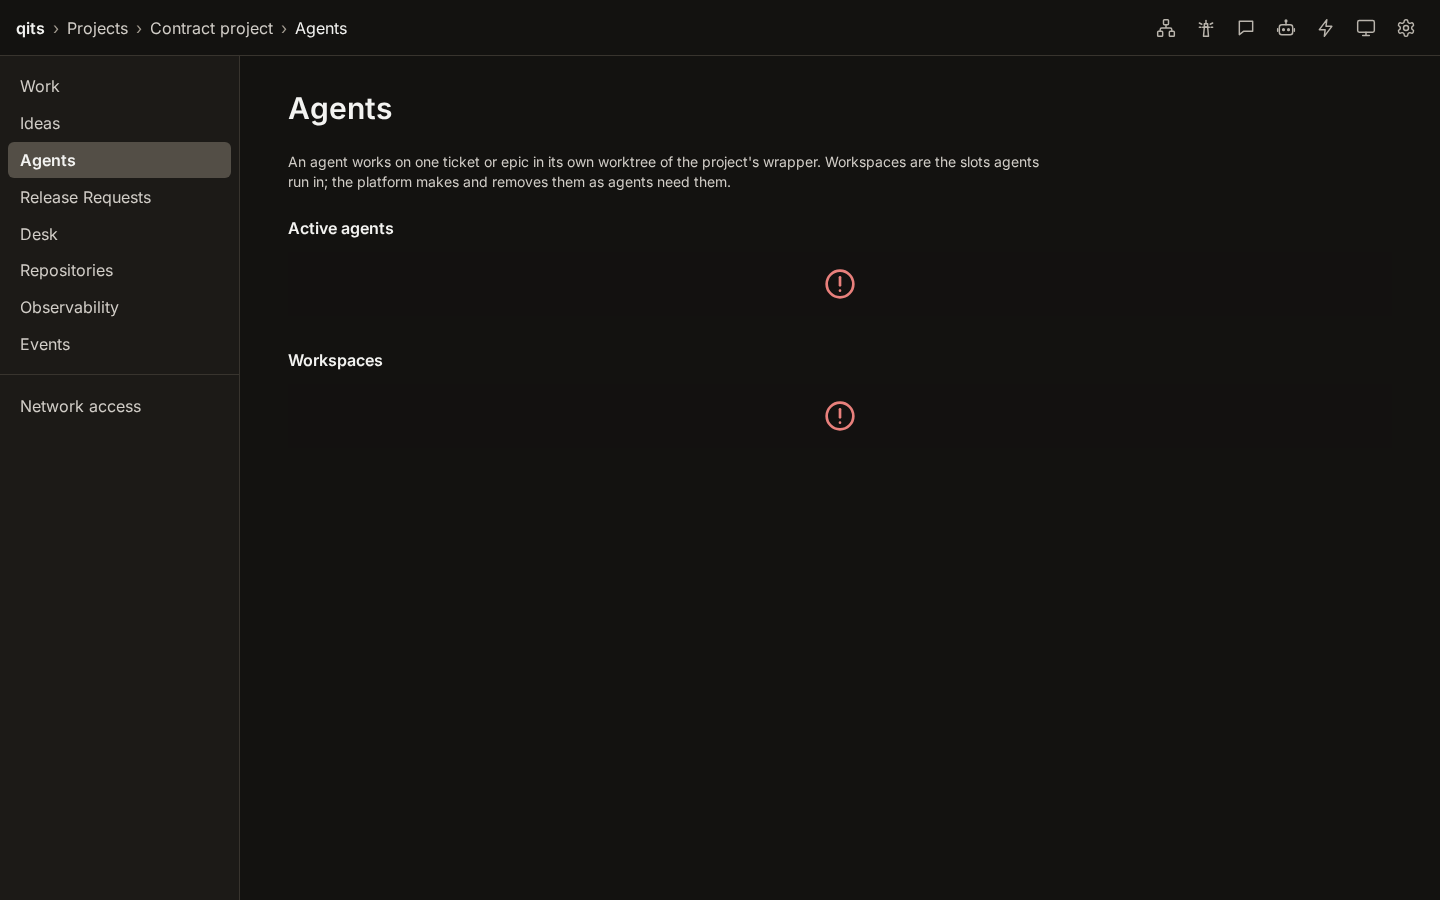 qits › Projects › Contract project › Agents
Work
Ideas
Agents
Release Requests
Desk
Repositories
Observability
Events
Network access
Agents
An agent works on one ticket or epic in its own worktree of the project's wrapper. Workspaces are the slots agents
run in; the platform makes and removes them as agents need them.
Active agents
Workspaces